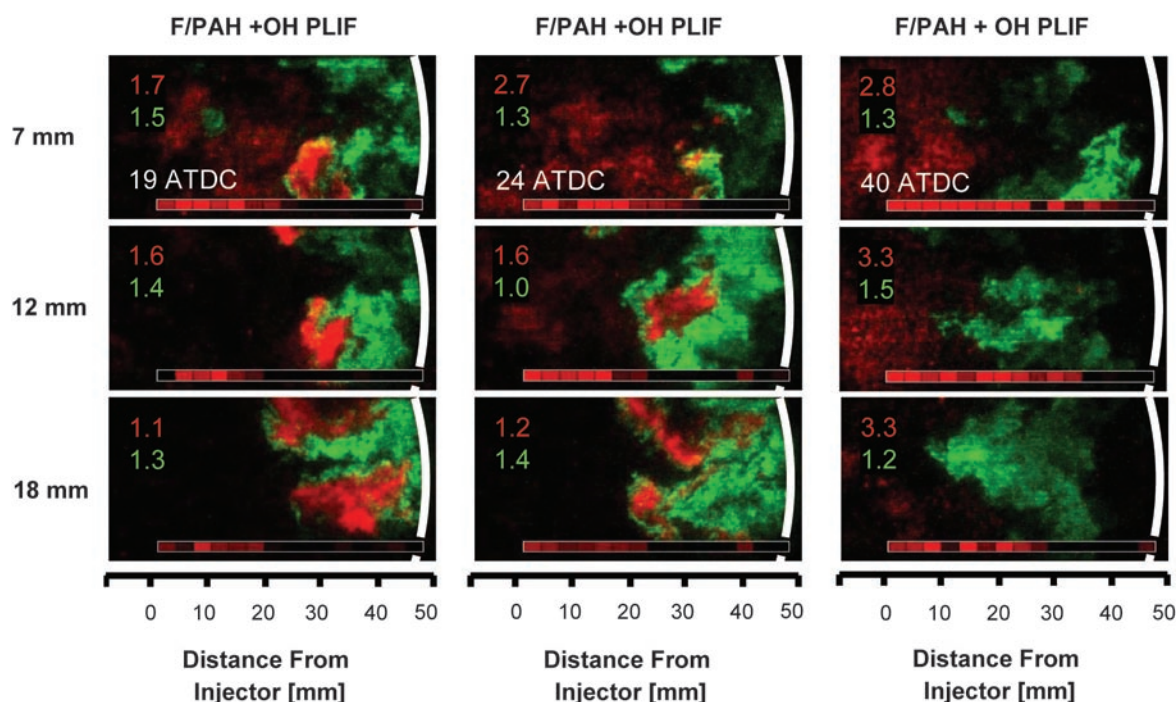 F/PAH +OH PLIF F/PAH +OH PLIF F/PAH + OH PLIF
7 mm
1.7 2.7 2.8
1.5 1.3 1.3
19 ATDC 24 ATDC 40 ATDC
12 mm
1.6 1.6 3.3
1.4 1.0 1.5
18 mm
1.1 1.2 3.3
1.3 1.4 1.2
0 10 20 30 40 50 0 10 20 30 40 50 0 10 20 30 40 50
Distance From Distance From Distance From
Injector [mm] Injector [mm] Injector [mm]